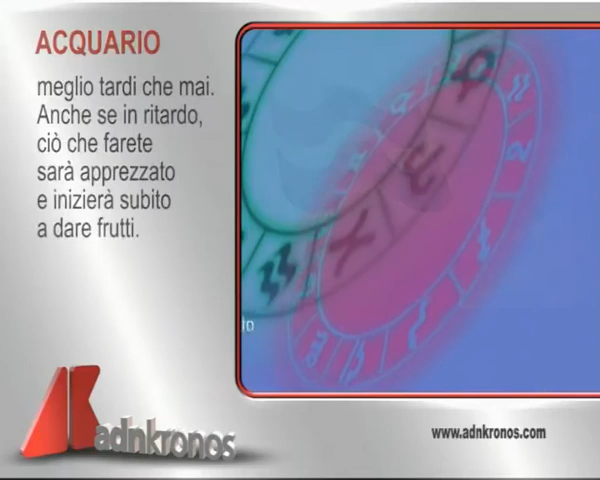 ACQUARIO
meglio tardi che mai.
Anche se in ritardo,
ciò che farete
sarà apprezzato
e inizierà subito
a dare frutti.
lo
adnkronos
www.adnkronos.com